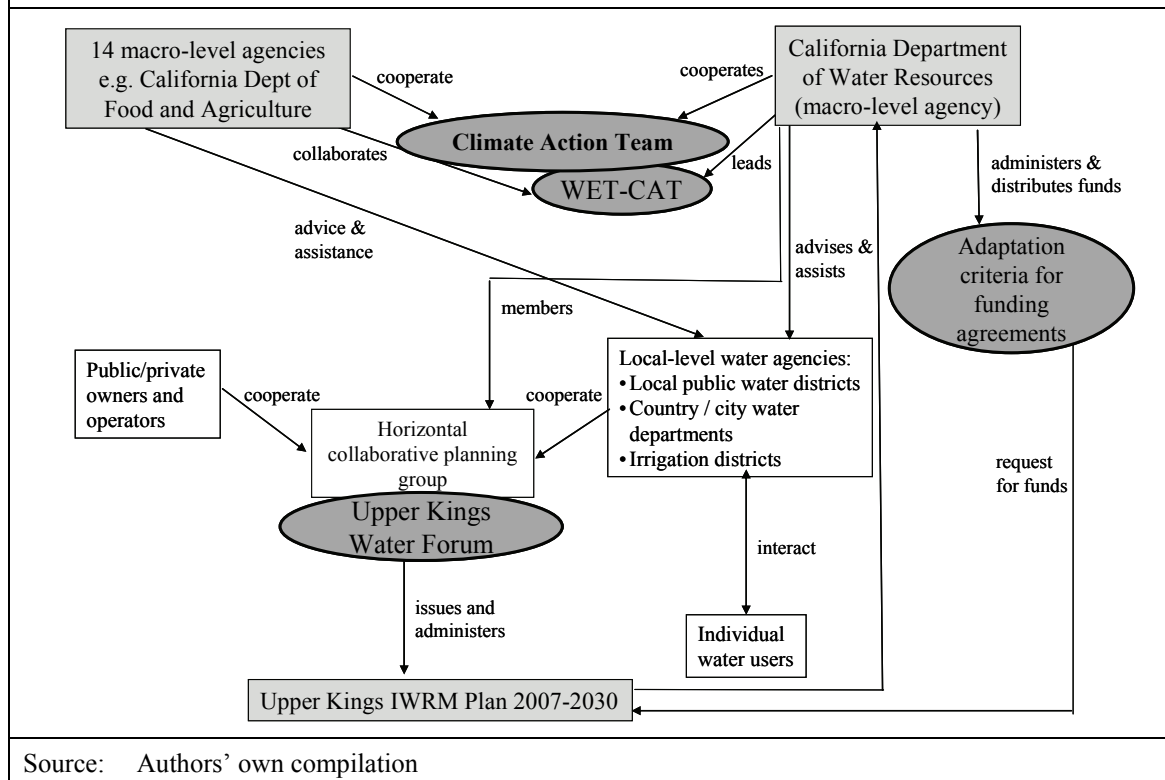 14 macro-level agencies
e.g. California Dept of
Food and Agriculture
California Department
of Water Resources
(macro-level agency)
cooperate
cooperates
Climate Action Team
collaborates
leads
WET-CAT
administers &
distributes funds
advice &
assistance
advises &
assists
Adaptation
criteria for
funding
agreements
members
Public/private
owners and
operators
cooperate
Local-level water agencies:
• Local public water districts
• Country / city water
departments
• Irrigation districts
cooperate
Horizontal
collaborative planning
group
request
for funds
Upper Kings
Water Forum
interact
issues and
administers
Individual
water users
Upper Kings IWRM Plan 2007-2030
Source: Authors' own compilation